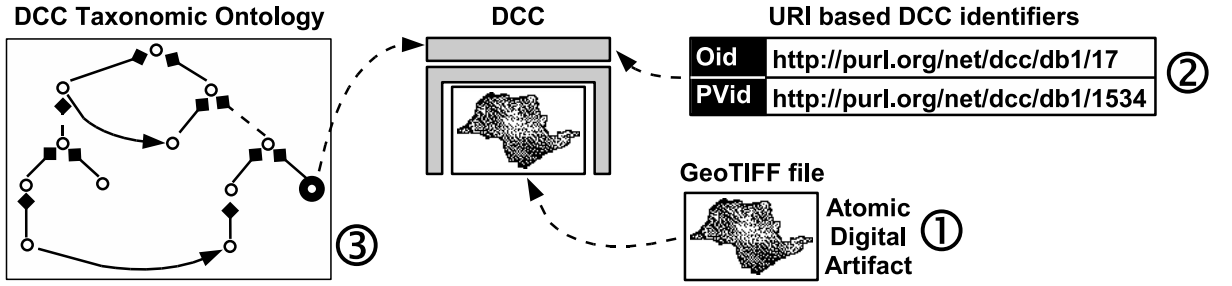 DCC Taxonomic Ontology
DCC
URI based DCC identifiers
Oid http://purl.org/net/dcc/db1/17
PVid http://purl.org/net/dcc/db1/1534
②
GeoTIFF file
Atomic
Digital
Artifact
①
③